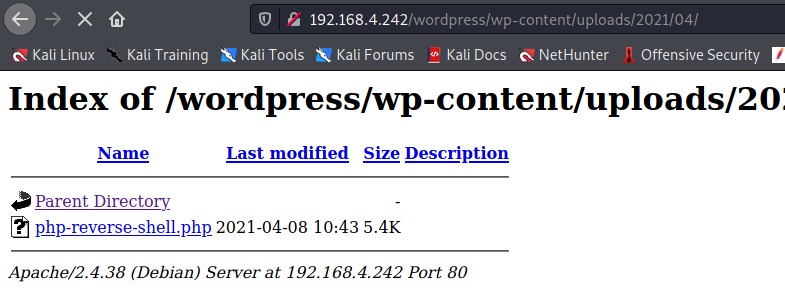 192.168.4.242/wordpress/wp-content/uploads/2021/04/
Kali Linux Kali Training Kali Tools Kali Forums Kali Docs NetHunter Offensive Security
Index of /wordpress/wp-content/uploads/202
Name Last modified Size Description
Parent Directory -
php-reverse-shell.php 2021-04-08 10:43 5.4K
Apache/2.4.38 (Debian) Server at 192.168.4.242 Port 80